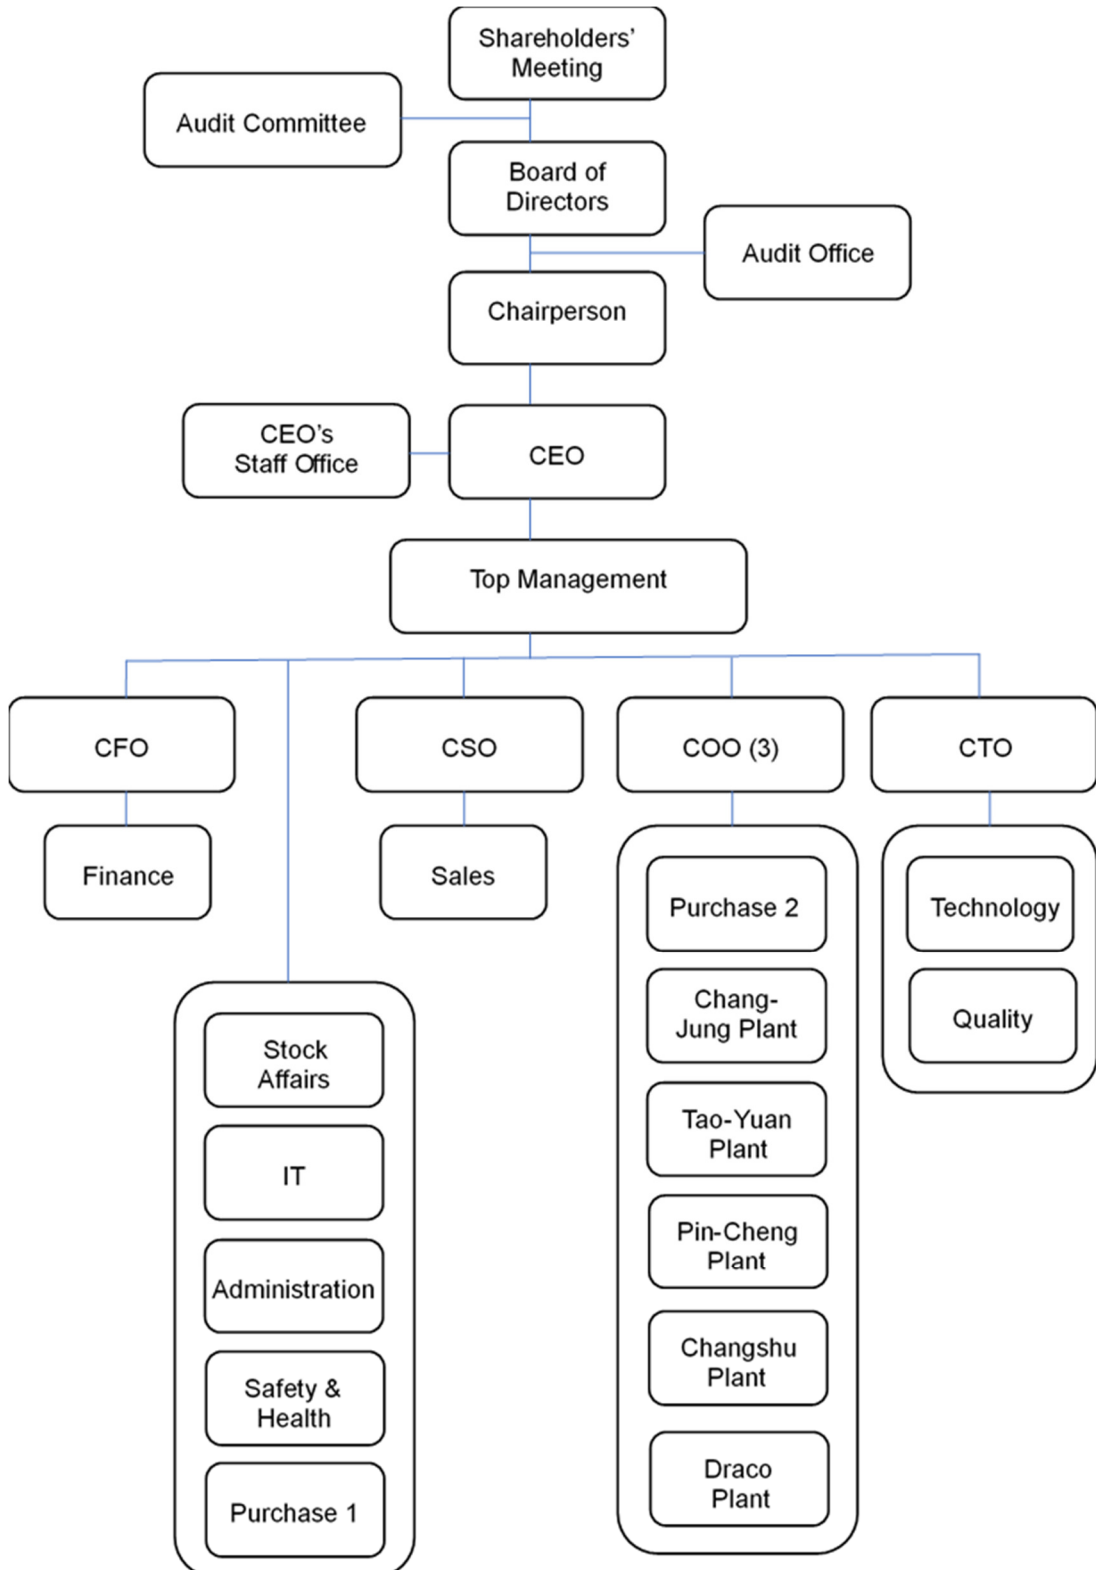 Shareholders'
Meeting
Audit Committee
Board of
Directors
Audit Office
Chairperson
CEO's
Staff Office
CEO
Top Management
CFO
CSO
COO (3)
CTO
Finance
Sales
Purchase 2
Technology
Chang-
Jung Plant
Quality
Stock
Affairs
Tao-Yuan
Plant
IT
Pin-Cheng
Plant
Administration
Changshu
Plant
Safety &
Health
Draco
Plant
Purchase 1